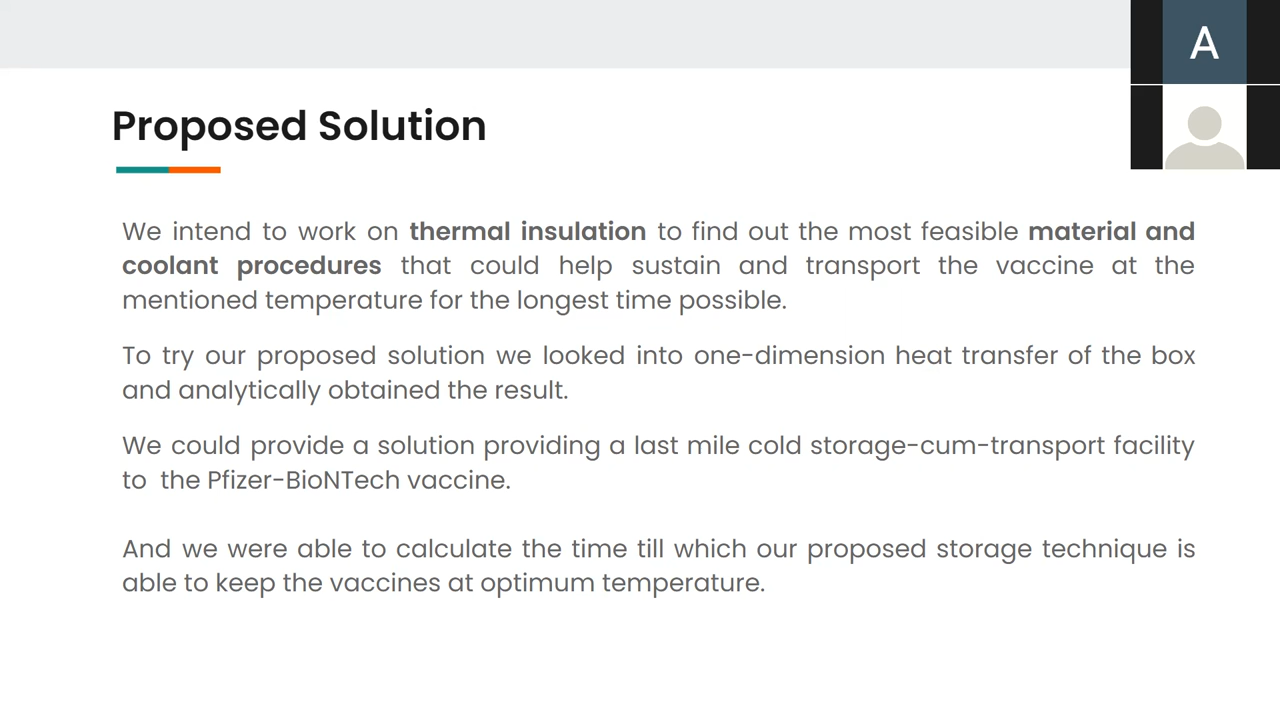 A
Proposed Solution
We intend to work on thermal insulation to find out the most feasible material and
coolant procedures that could help sustain and transport the vaccine at the
mentioned temperature for the longest time possible.
To try our proposed solution we looked into one-dimension heat transfer of the box
and analytically obtained the result.
We could provide a solution providing a last mile cold storage-cum-transport facility
to the Pfizer-BioNTech vaccine.
And we were able to calculate the time till which our proposed storage technique is
able to keep the vaccines at optimum temperature.